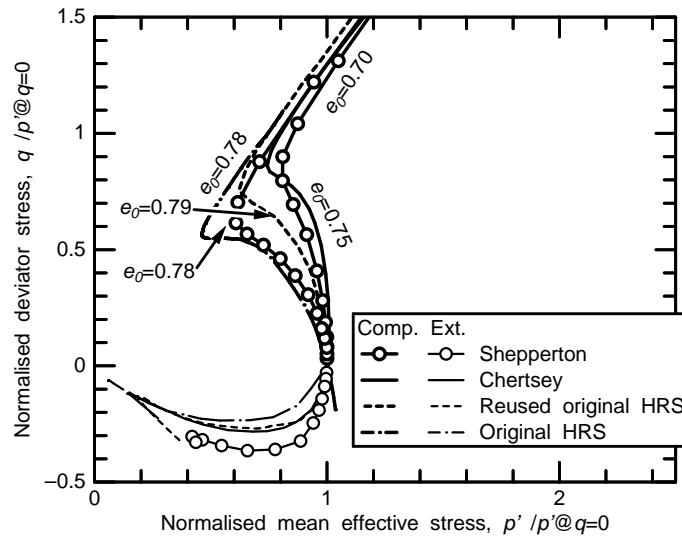 Normalised deviator stress, q /p'@q=0
1.5
1
0.5
0
−0.5
e0=0.70
e0=0.78
e0=0.79
e0=0.75
e0=0.78
Comp. Ext.
Shepperton
Chertsey
Reused original HRS
Original HRS
0 1 2
Normalised mean effective stress, p' /p'@q=0